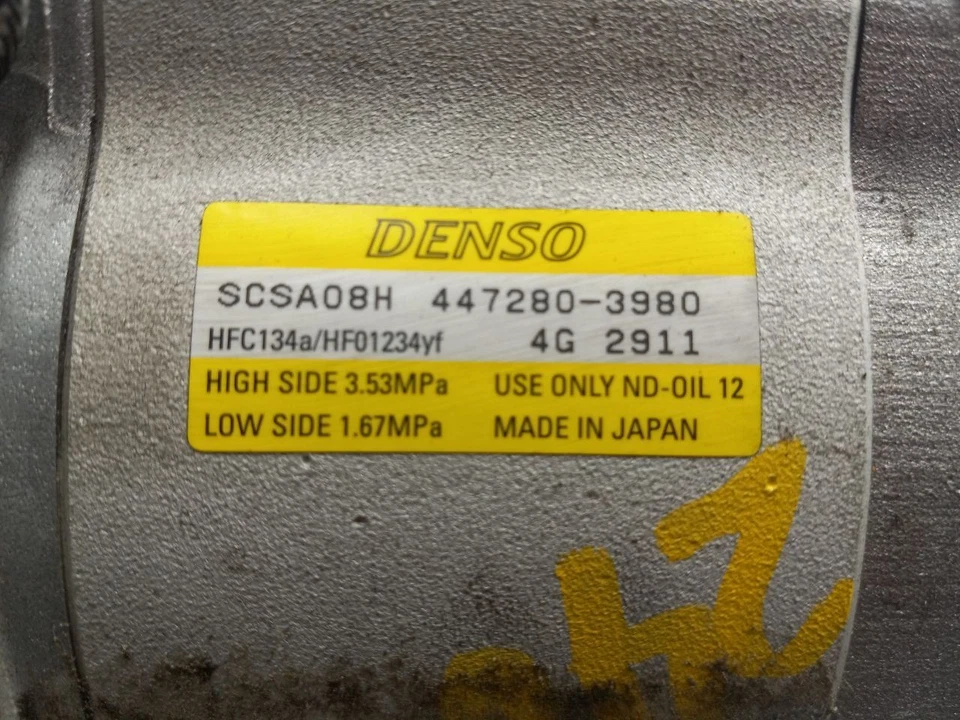 DENSO
SCSA08H 447280-3980
HFC134a/HFO1234yf 4G 2911
HIGH SIDE 3.53MPa USE ONLY ND-OIL 12
LOW SIDE 1.67MPa MADE IN JAPAN